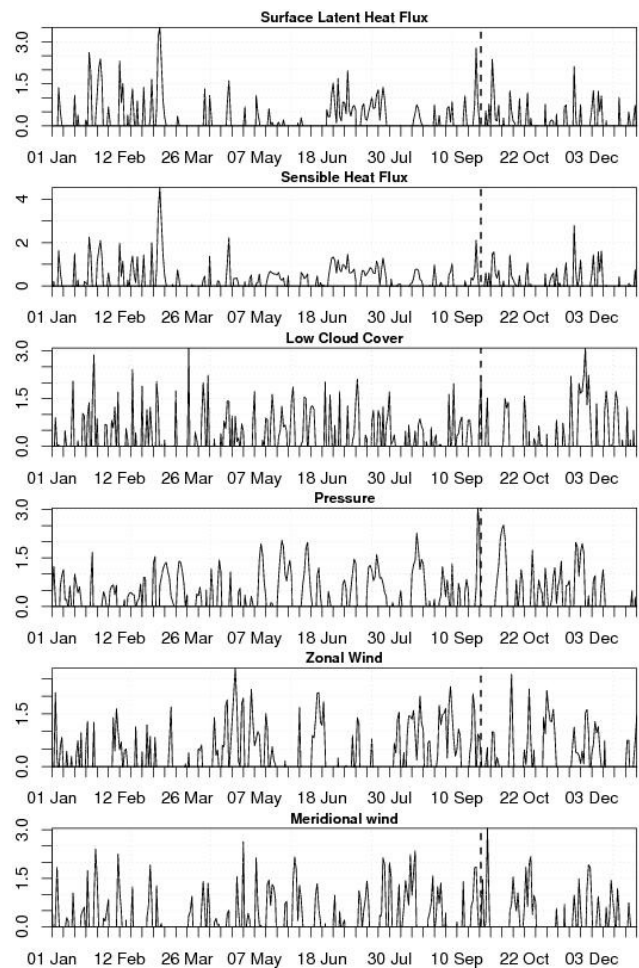 Surface Latent Heat Flux
0.0 1.5 3.0
01 Jan 12 Feb 26 Mar 07 May 18 Jun 30 Jul 10 Sep 22 Oct 03 Dec
Sensible Heat Flux
0 2 4
01 Jan 12 Feb 26 Mar 07 May 18 Jun 30 Jul 10 Sep 22 Oct 03 Dec
Low Cloud Cover
0.0 1.5 3.0
01 Jan 12 Feb 26 Mar 07 May 18 Jun 30 Jul 10 Sep 22 Oct 03 Dec
Pressure
0.0 1.5 3.0
01 Jan 12 Feb 26 Mar 07 May 18 Jun 30 Jul 10 Sep 22 Oct 03 Dec
Zonal Wind
0.0 1.5
01 Jan 12 Feb 26 Mar 07 May 18 Jun 30 Jul 10 Sep 22 Oct 03 Dec
Meridional wind
0.0 1.5 3.0
01 Jan 12 Feb 26 Mar 07 May 18 Jun 30 Jul 10 Sep 22 Oct 03 Dec